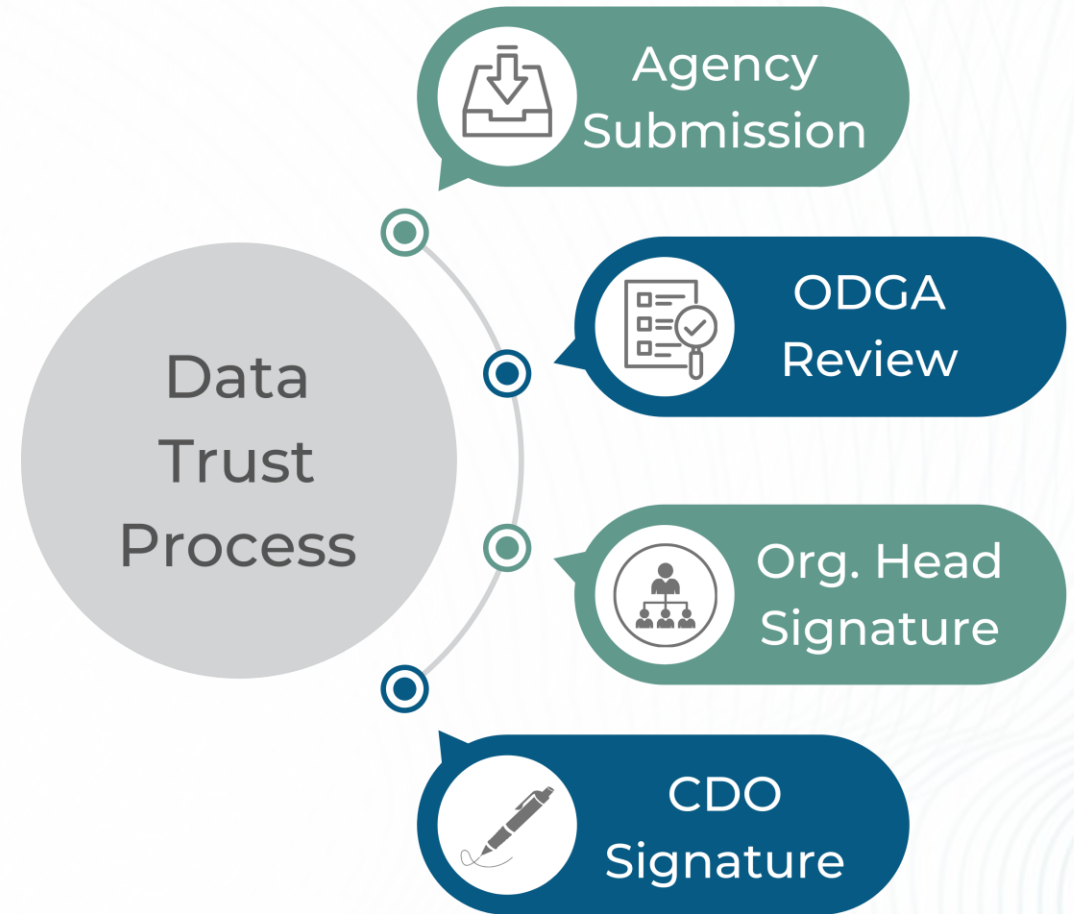 Agency
Submission
ODGA
Review
Data
Trust
Process
Org. Head
Signature
CDO
Signature